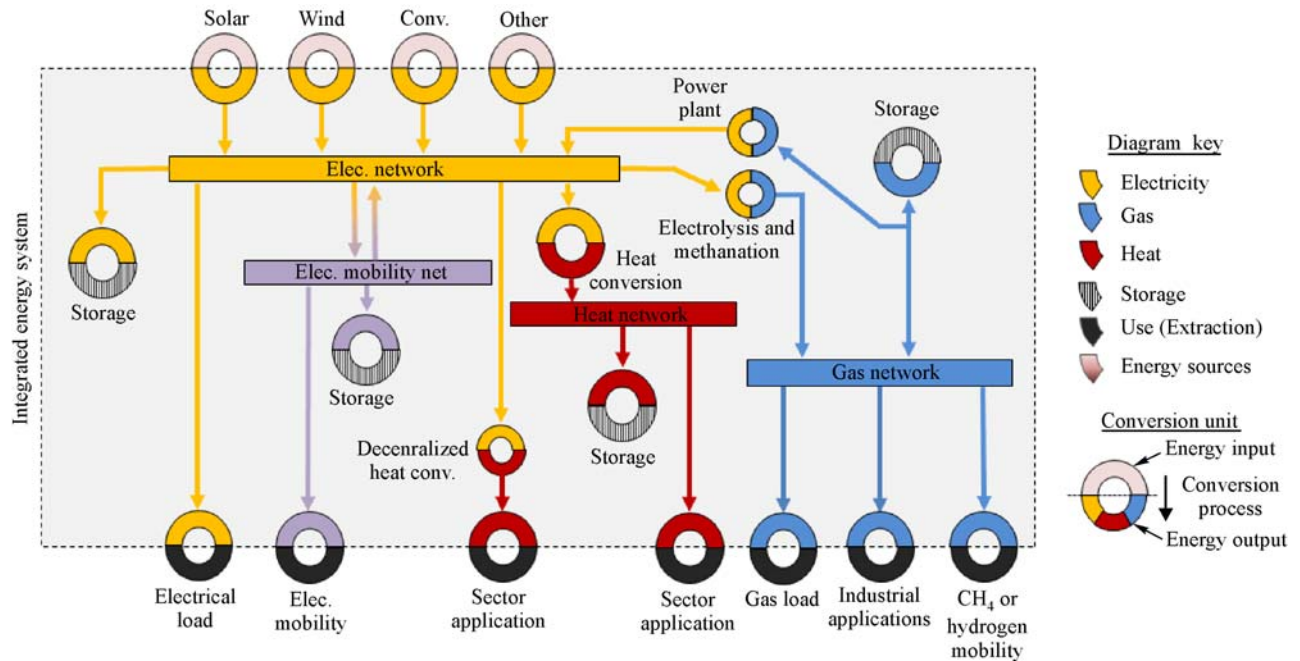 Solar
Wind
Conv.
Other
Power
plant
Storage
Elec. network
Electrolysis and
methanation
Storage
Elec. mobility net
Heat
conversion
Heat network
Storage
Gas network
Decenralized
heat conv.
Storage
Integrated energy system
Electrical
load
Elec.
mobility
Sector
application
Sector
application
Gas load
Industrial
applications
CH₄ or
hydrogen
mobility
Diagram key
Electricity
Gas
Heat
Storage
Use (Extraction)
Energy sources
Conversion unit
Energy input
Conversion
process
Energy output